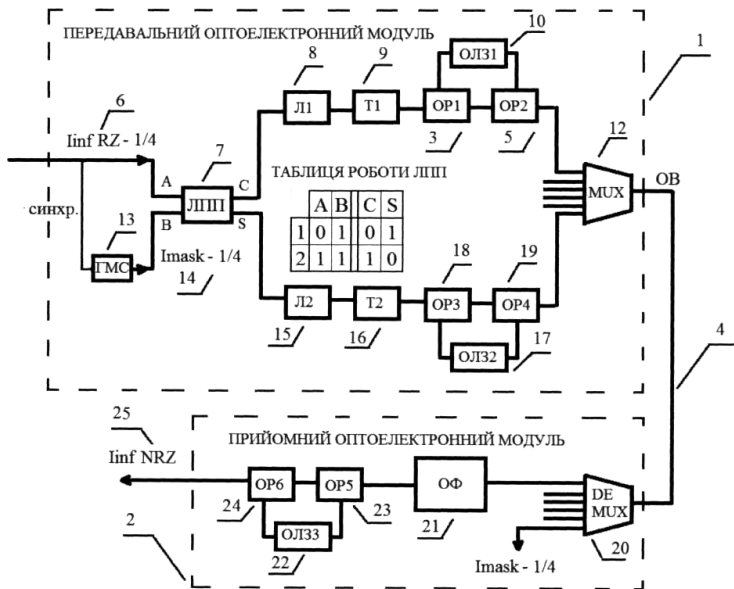 ПЕРЕДАВАЛЬНИЙ ОПТОЕЛЕКТРОННИЙ МОДУЛЬ
10
1
8
9
ОЛЗ1
6
Л1
Т1
ОР1
ОР2
Iinf RZ - 1/4
7
3
5
12
A
C
ТАБЛИЦЯ РОБОТИ ЛПП
ЛПП
MUX
ОВ
синхр.
B
S
A B C S
1 0 1 0 1
2 1 1 1 0
13
ГМС
Imask - 1/4
14
18
19
Л2
Т2
ОР3
ОР4
15
16
ОЛЗ2
17
4
25
ПРИЙОМНИЙ ОПТОЕЛЕКТРОННИЙ МОДУЛЬ
Iinf NRZ
ОР6
ОР5
ОФ
DE
MUX
24
23
21
20
ОЛЗ3
22
2
Imask - 1/4